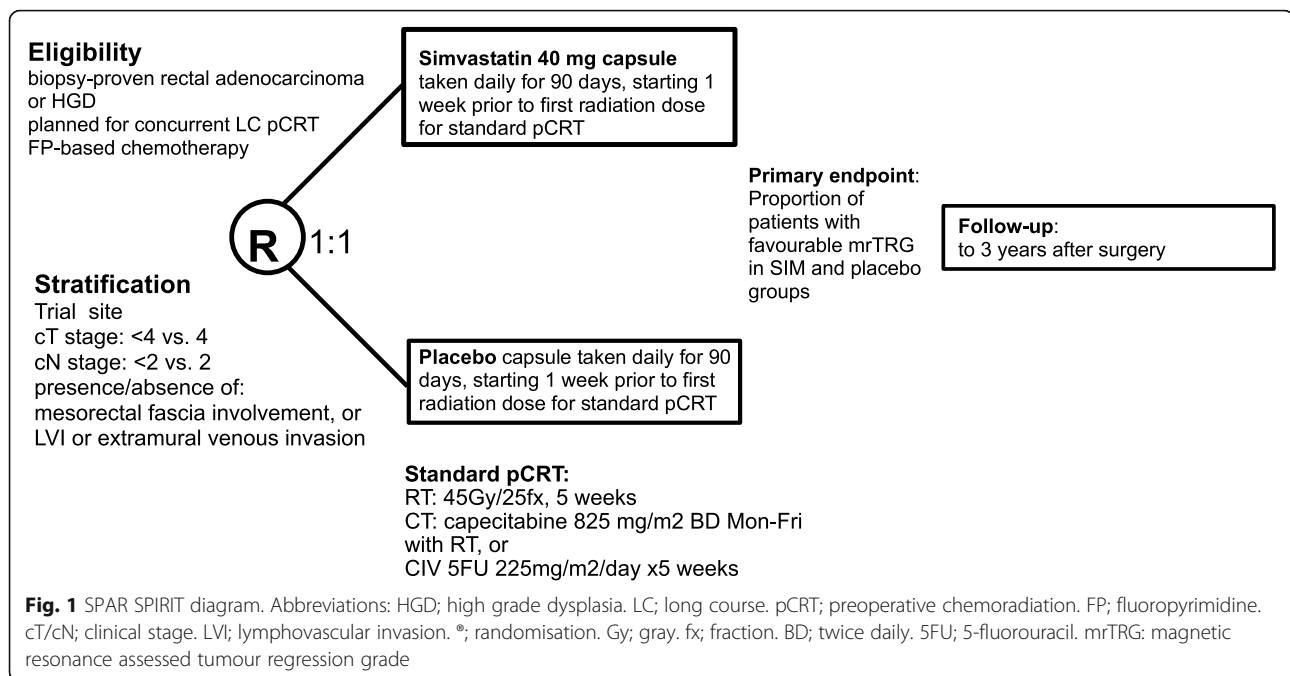 Eligibility
biopsy-proven rectal adenocarcinoma
or HGD
planned for concurrent LC pCRT
FP-based chemotherapy
Simvastatin 40 mg capsule
taken daily for 90 days, starting 1
week prior to first radiation dose
for standard pCRT
R 1:1
Primary endpoint:
Proportion of
patients with
favourable mrTRG
in SIM and placebo
groups
Follow-up:
to 3 years after surgery
Stratification
Trial site
cT stage: <4 vs. 4
cN stage: <2 vs. 2
presence/absence of:
mesorectal fascia involvement, or
LVI or extramural venous invasion
Placebo capsule taken daily for 90
days, starting 1 week prior to first
radiation dose for standard pCRT
Standard pCRT:
RT: 45Gy/25fx, 5 weeks
CT: capecitabine 825 mg/m2 BD Mon-Fri
with RT, or
CIV 5FU 225mg/m2/day x5 weeks
Fig. 1 SPAR SPIRIT diagram. Abbreviations: HGD; high grade dysplasia. LC; long course. pCRT; preoperative chemoradiation. FP; fluoropyrimidine.
cT/cN; clinical stage. LVI; lymphovascular invasion. ®; randomisation. Gy; gray. fx; fraction. BD; twice daily. 5FU; 5-fluorouracil. mrTRG: magnetic
resonance assessed tumour regression grade